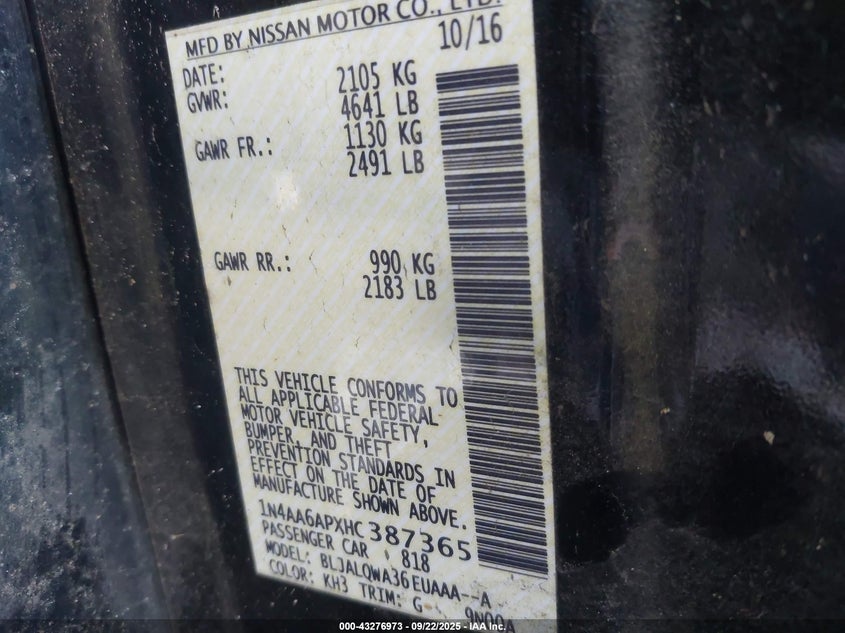 MFD BY NISSAN MOTOR CO., LTD.
DATE: 10/16
GVWR: 2105 KG
4641 LB
GAWR FR.: 1130 KG
2491 LB
GAWR RR.: 990 KG
2183 LB
THIS VEHICLE CONFORMS TO
ALL APPLICABLE FEDERAL
MOTOR VEHICLE SAFETY,
BUMPER, AND THEFT
PREVENTION STANDARDS IN
EFFECT ON THE DATE OF
MANUFACTURE SHOWN ABOVE.
1N4AA6APXHC387365
PASSENGER CAR 818
MODEL: BLJALQWA36EUAAA--A
COLOR: KH3 TRIM: G
000-43276973 - 09/22/2025 - IAA Inc.